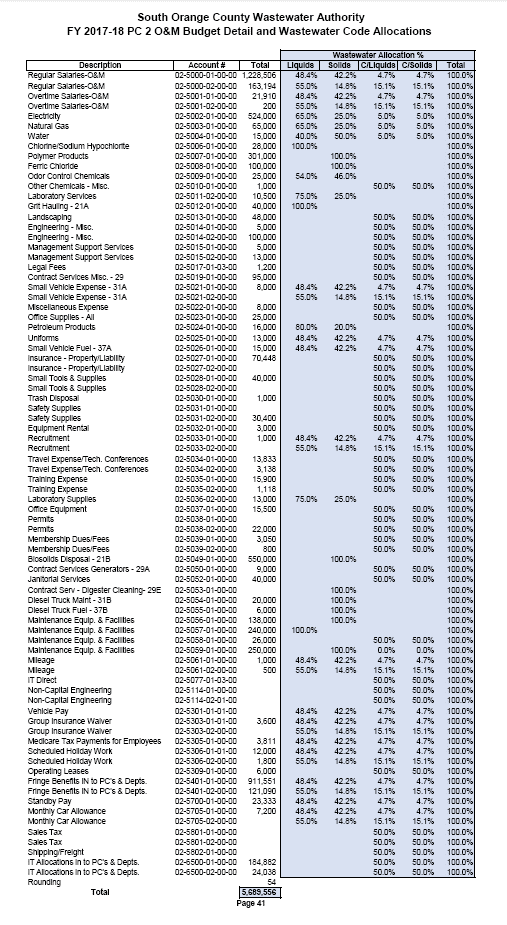 South Orange County Wastewater Authority
FY 2017-18 PC 2 O&M Budget Detail and Wastewater Code Allocations
Wastewater Allocation %
Description Account # Total Liquids Solids C/Liquids C/Solids Total
Regular Salaries-O&M 02-5000-01-00-00 1,228,506 48.4% 42.2% 4.7% 4.7% 100.0%
Regular Salaries-O&M 02-5000-02-00-00 163,194 55.0% 14.8% 15.1% 15.1% 100.0%
Overtime Salaries-O&M 02-5001-01-00-00 21,910 48.4% 42.2% 4.7% 4.7% 100.0%
Overtime Salaries-O&M 02-5001-02-00-00 200 55.0% 14.8% 15.1% 15.1% 100.0%
Electricity 02-5002-01-00-00 524,000 65.0% 25.0% 5.0% 5.0% 100.0%
Natural Gas 02-5003-01-00-00 65,000 65.0% 25.0% 5.0% 5.0% 100.0%
Water 02-5004-01-00-00 15,000 40.0% 50.0% 5.0% 5.0% 100.0%
Chlorine/Sodium Hypochlorite 02-5006-01-00-00 28,000 100.0% 100.0%
Polymer Products 02-5007-01-00-00 301,000 100.0% 100.0%
Ferric Chloride 02-5008-01-00-00 100,000 100.0% 100.0%
Odor Control Chemicals 02-5009-01-00-00 25,000 54.0% 46.0% 100.0%
Other Chemicals - Misc. 02-5010-01-00-00 1,000 50.0% 50.0% 100.0%
Laboratory Services 02-5011-02-00-00 10,500 75.0% 25.0% 100.0%
Grit Hauling - 21A 02-5012-01-00-00 40,000 100.0% 100.0%
Landscaping 02-5013-01-00-00 48,000 50.0% 50.0% 100.0%
Engineering - Misc. 02-5014-01-00-00 5,000 50.0% 50.0% 100.0%
Engineering - Misc. 02-5014-02-00-00 100,000 50.0% 50.0% 100.0%
Management Support Services 02-5015-01-00-00 5,000 50.0% 50.0% 100.0%
Management Support Services 02-5015-02-00-00 13,000 50.0% 50.0% 100.0%
Legal Fees 02-5017-01-03-00 1,200 50.0% 50.0% 100.0%
Contract Services Misc. - 29 02-5019-01-00-00 95,000 50.0% 50.0% 100.0%
Small Vehicle Expense - 31A 02-5021-01-00-00 8,000 48.4% 42.2% 4.7% 4.7% 100.0%
Small Vehicle Expense - 31A 02-5021-02-00-00 55.0% 14.8% 15.1% 15.1% 100.0%
Miscellaneous Expense 02-5022-01-00-00 8,000 50.0% 50.0% 100.0%
Office Supplies - All 02-5023-01-00-00 25,000 50.0% 50.0% 100.0%
Petroleum Products 02-5024-01-00-00 16,000 80.0% 20.0% 100.0%
Uniforms 02-5025-01-00-00 13,000 48.4% 42.2% 4.7% 4.7% 100.0%
Small Vehicle Fuel - 37A 02-5026-01-00-00 15,000 48.4% 42.2% 4.7% 4.7% 100.0%
Insurance - Property/Liability 02-5027-01-00-00 70,448 50.0% 50.0% 100.0%
Insurance - Property/Liability 02-5027-02-00-00 50.0% 50.0% 100.0%
Small Tools & Supplies 02-5028-01-00-00 40,000 50.0% 50.0% 100.0%
Small Tools & Supplies 02-5028-02-00-00 50.0% 50.0% 100.0%
Trash Disposal 02-5030-01-00-00 1,000 50.0% 50.0% 100.0%
Safety Supplies 02-5031-01-00-00 50.0% 50.0% 100.0%
Safety Supplies 02-5031-02-00-00 30,400 50.0% 50.0% 100.0%
Equipment Rental 02-5032-01-00-00 3,000 50.0% 50.0% 100.0%
Recruitment 02-5033-01-00-00 1,000 48.4% 42.2% 4.7% 4.7% 100.0%
Recruitment 02-5033-02-00-00 55.0% 14.8% 15.1% 15.1% 100.0%
Travel Expense/Tech. Conferences 02-5034-01-00-00 13,833 50.0% 50.0% 100.0%
Travel Expense/Tech. Conferences 02-5034-02-00-00 3,138 50.0% 50.0% 100.0%
Training Expense 02-5035-01-00-00 15,900 50.0% 50.0% 100.0%
Training Expense 02-5035-02-00-00 1,118 50.0% 50.0% 100.0%
Laboratory Supplies 02-5036-02-00-00 13,000 75.0% 25.0% 100.0%
Office Equipment 02-5037-01-00-00 15,500 50.0% 50.0% 100.0%
Permits 02-5038-01-00-00 50.0% 50.0% 100.0%
Permits 02-5038-02-00-00 22,000 50.0% 50.0% 100.0%
Membership Dues/Fees 02-5039-01-00-00 3,050 50.0% 50.0% 100.0%
Membership Dues/Fees 02-5039-02-00-00 800 50.0% 50.0% 100.0%
Biosolids Disposal - 21B 02-5049-01-00-00 550,000 100.0% 100.0%
Contract Services Generators - 29A 02-5050-01-00-00 9,000 50.0% 50.0% 100.0%
Janitorial Services 02-5052-01-00-00 40,000 50.0% 50.0% 100.0%
Contract Serv - Digester Cleaning- 29E 02-5053-01-00-00 100.0% 100.0%
Diesel Truck Maint - 31B 02-5054-01-00-00 20,000 100.0% 100.0%
Diesel Truck Fuel - 37B 02-5055-01-00-00 6,000 100.0% 100.0%
Maintenance Equip. & Facilities 02-5056-01-00-00 138,000 100.0% 100.0%
Maintenance Equip. & Facilities 02-5057-01-00-00 240,000 100.0% 100.0%
Maintenance Equip. & Facilities 02-5058-01-00-00 26,000 50.0% 50.0% 100.0%
Maintenance Equip. & Facilities 02-5059-01-00-00 250,000 100.0% 0.0% 0.0% 100.0%
Mileage 02-5061-01-00-00 1,000 48.4% 42.2% 4.7% 4.7% 100.0%
Mileage 02-5061-02-00-00 500 55.0% 14.8% 15.1% 15.1% 100.0%
IT Direct 02-5077-01-03-00 50.0% 50.0% 100.0%
Non-Capital Engineering 02-5114-01-00-00 50.0% 50.0% 100.0%
Non-Capital Engineering 02-5114-02-01-00 50.0% 50.0% 100.0%
Vehicle Pay 02-5301-01-01-00 48.4% 42.2% 4.7% 4.7% 100.0%
Group Insurance Waiver 02-5303-01-01-00 3,600 48.4% 42.2% 4.7% 4.7% 100.0%
Group Insurance Waiver 02-5303-02-00-00 55.0% 14.8% 15.1% 15.1% 100.0%
Medicare Tax Payments for Employees 02-5305-01-00-00 3,811 48.4% 42.2% 4.7% 4.7% 100.0%
Scheduled Holiday Work 02-5306-01-01-00 12,000 48.4% 42.2% 4.7% 4.7% 100.0%
Scheduled Holiday Work 02-5306-02-00-00 1,800 55.0% 14.8% 15.1% 15.1% 100.0%
Operating Leases 02-5309-01-00-00 6,000 50.0% 50.0% 100.0%
Fringe Benefits IN to PC's & Depts. 02-5401-01-00-00 911,551 48.4% 42.2% 4.7% 4.7% 100.0%
Fringe Benefits IN to PC's & Depts. 02-5401-02-00-00 121,090 55.0% 14.8% 15.1% 15.1% 100.0%
Standby Pay 02-5700-01-00-00 23,333 48.4% 42.2% 4.7% 4.7% 100.0%
Monthly Car Allowance 02-5705-01-00-00 7,200 48.4% 42.2% 4.7% 4.7% 100.0%
Monthly Car Allowance 02-5705-02-00-00 55.0% 14.8% 15.1% 15.1% 100.0%
Sales Tax 02-5801-01-00-00 50.0% 50.0% 100.0%
Sales Tax 02-5801-02-00-00 50.0% 50.0% 100.0%
Shipping/Freight 02-5802-01-00-00 50.0% 50.0% 100.0%
IT Allocations In to PC's & Depts. 02-6500-01-00-00 184,882 50.0% 50.0% 100.0%
IT Allocations In to PC's & Depts. 02-6500-02-00-00 24,038 50.0% 50.0% 100.0%
Rounding 54
Total 5,689,556
Page 41